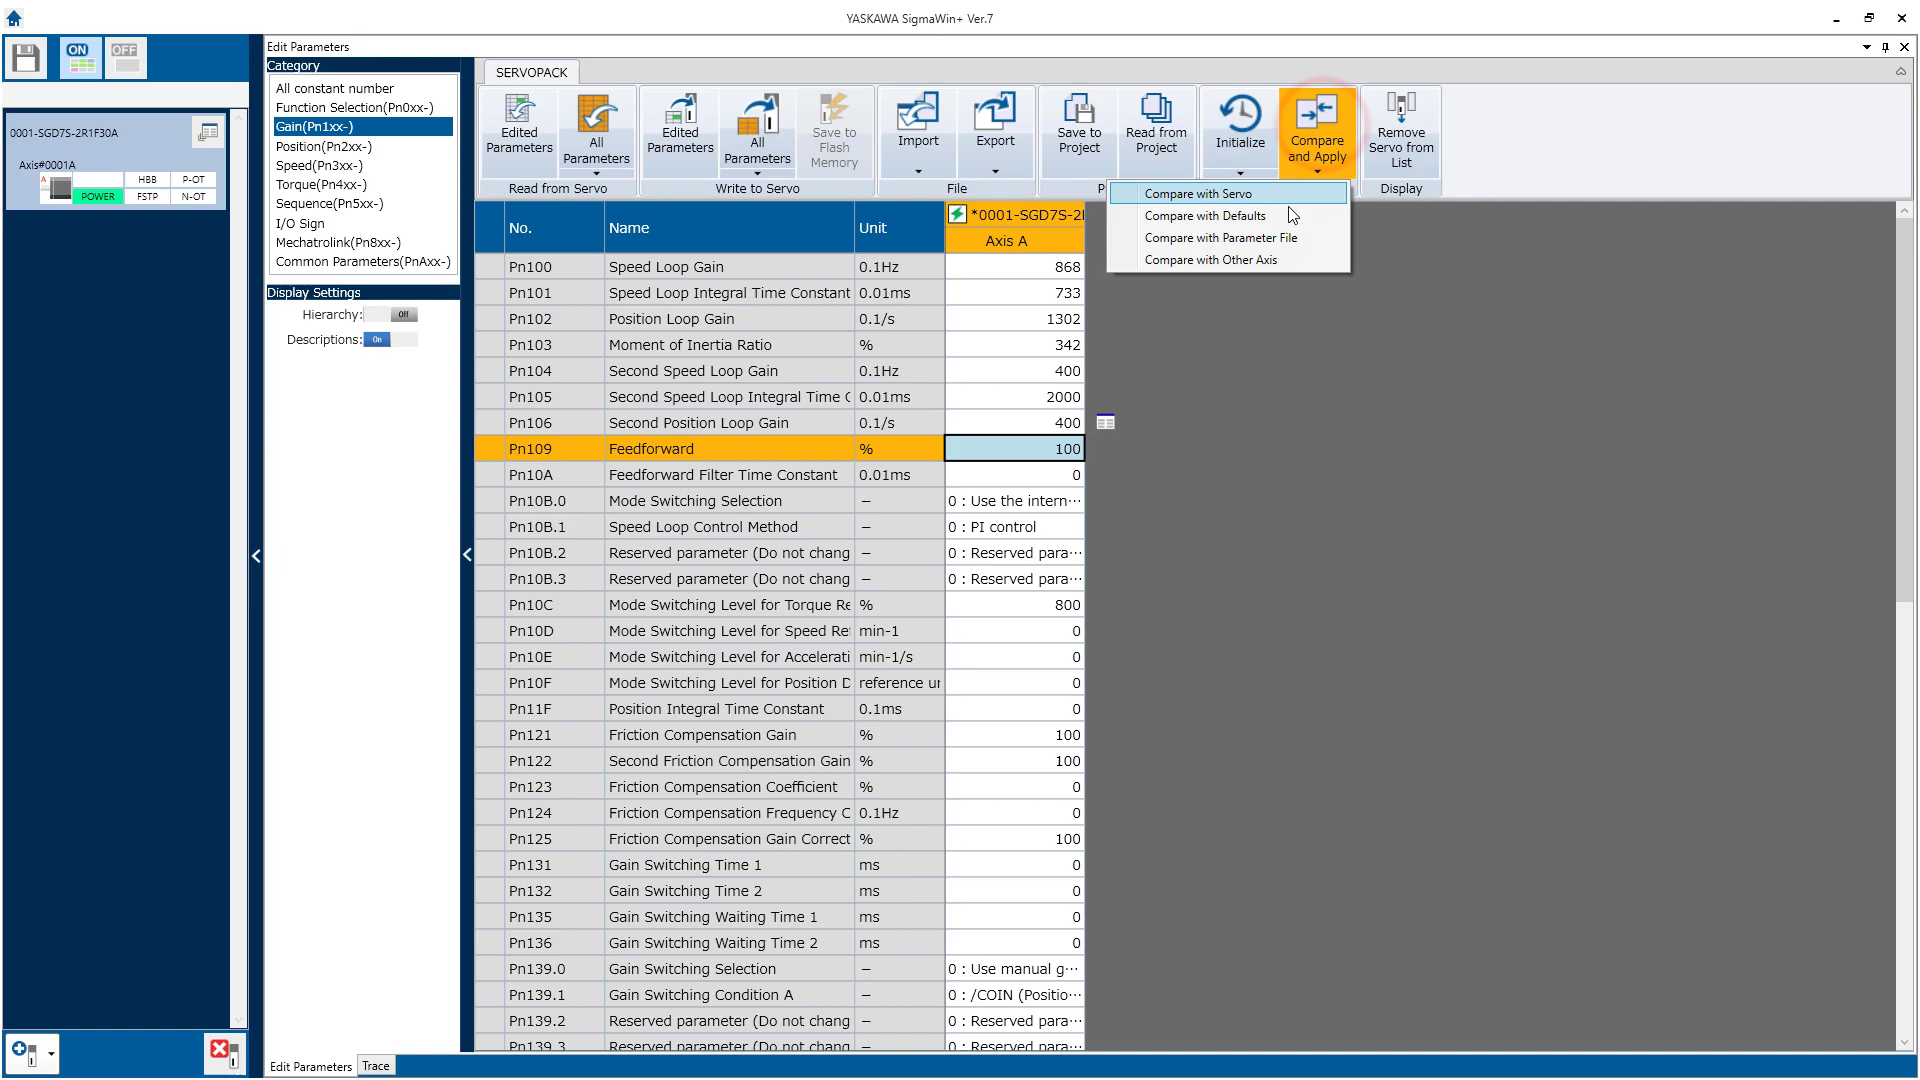 YASKAWA SigmaWin+ Ver.7
ON
OFF
0001-SGD7S-2R1F30A
Axis#0001A
A
HBB
P-OT
POWER
FSTP
N-OT
Edit Parameters
Category
All constant number
Function Selection(Pn0xx-)
Gain(Pn1xx-)
Position(Pn2xx-)
Speed(Pn3xx-)
Torque(Pn4xx-)
Sequence(Pn5xx-)
I/O Sign
Mechatrolink(Pn8xx-)
Common Parameters(PnAxx-)
Display Settings
Hierarchy: Off
Descriptions: On
SERVOPACK
Edited Parameters
All Parameters
Read from Servo
Edited Parameters
All Parameters
Save to Flash Memory
Write to Servo
Import
Export
File
Save to Project
Read from Project
P
Initialize
Compare and Apply
Remove Servo from List
Display
Compare with Servo
Compare with Defaults
Compare with Parameter File
Compare with Other Axis
No. Name Unit *0001-SGD7S-2
Axis A
Pn100 Speed Loop Gain 0.1Hz 868
Pn101 Speed Loop Integral Time Constant 0.01ms 733
Pn102 Position Loop Gain 0.1/s 1302
Pn103 Moment of Inertia Ratio % 342
Pn104 Second Speed Loop Gain 0.1Hz 400
Pn105 Second Speed Loop Integral Time C 0.01ms 2000
Pn106 Second Position Loop Gain 0.1/s 400
Pn109 Feedforward % 100
Pn10A Feedforward Filter Time Constant 0.01ms 0
Pn10B.0 Mode Switching Selection – 0 : Use the intern···
Pn10B.1 Speed Loop Control Method – 0 : PI control
Pn10B.2 Reserved parameter (Do not chang – 0 : Reserved para···
Pn10B.3 Reserved parameter (Do not chang – 0 : Reserved para···
Pn10C Mode Switching Level for Torque Re % 800
Pn10D Mode Switching Level for Speed Re min-1 0
Pn10E Mode Switching Level for Accelerati min-1/s 0
Pn10F Mode Switching Level for Position D reference un 0
Pn11F Position Integral Time Constant 0.1ms 0
Pn121 Friction Compensation Gain % 100
Pn122 Second Friction Compensation Gain % 100
Pn123 Friction Compensation Coefficient % 0
Pn124 Friction Compensation Frequency C 0.1Hz 0
Pn125 Friction Compensation Gain Correct % 100
Pn131 Gain Switching Time 1 ms 0
Pn132 Gain Switching Time 2 ms 0
Pn135 Gain Switching Waiting Time 1 ms 0
Pn136 Gain Switching Waiting Time 2 ms 0
Pn139.0 Gain Switching Selection – 0 : Use manual g···
Pn139.1 Gain Switching Condition A – 0 : /COIN (Positio···
Pn139.2 Reserved parameter (Do not chang – 0 : Reserved para···
Pn139.3 Reserved parameter (Do not chang – 0 : Reserved para···
Edit Parameters
Trace